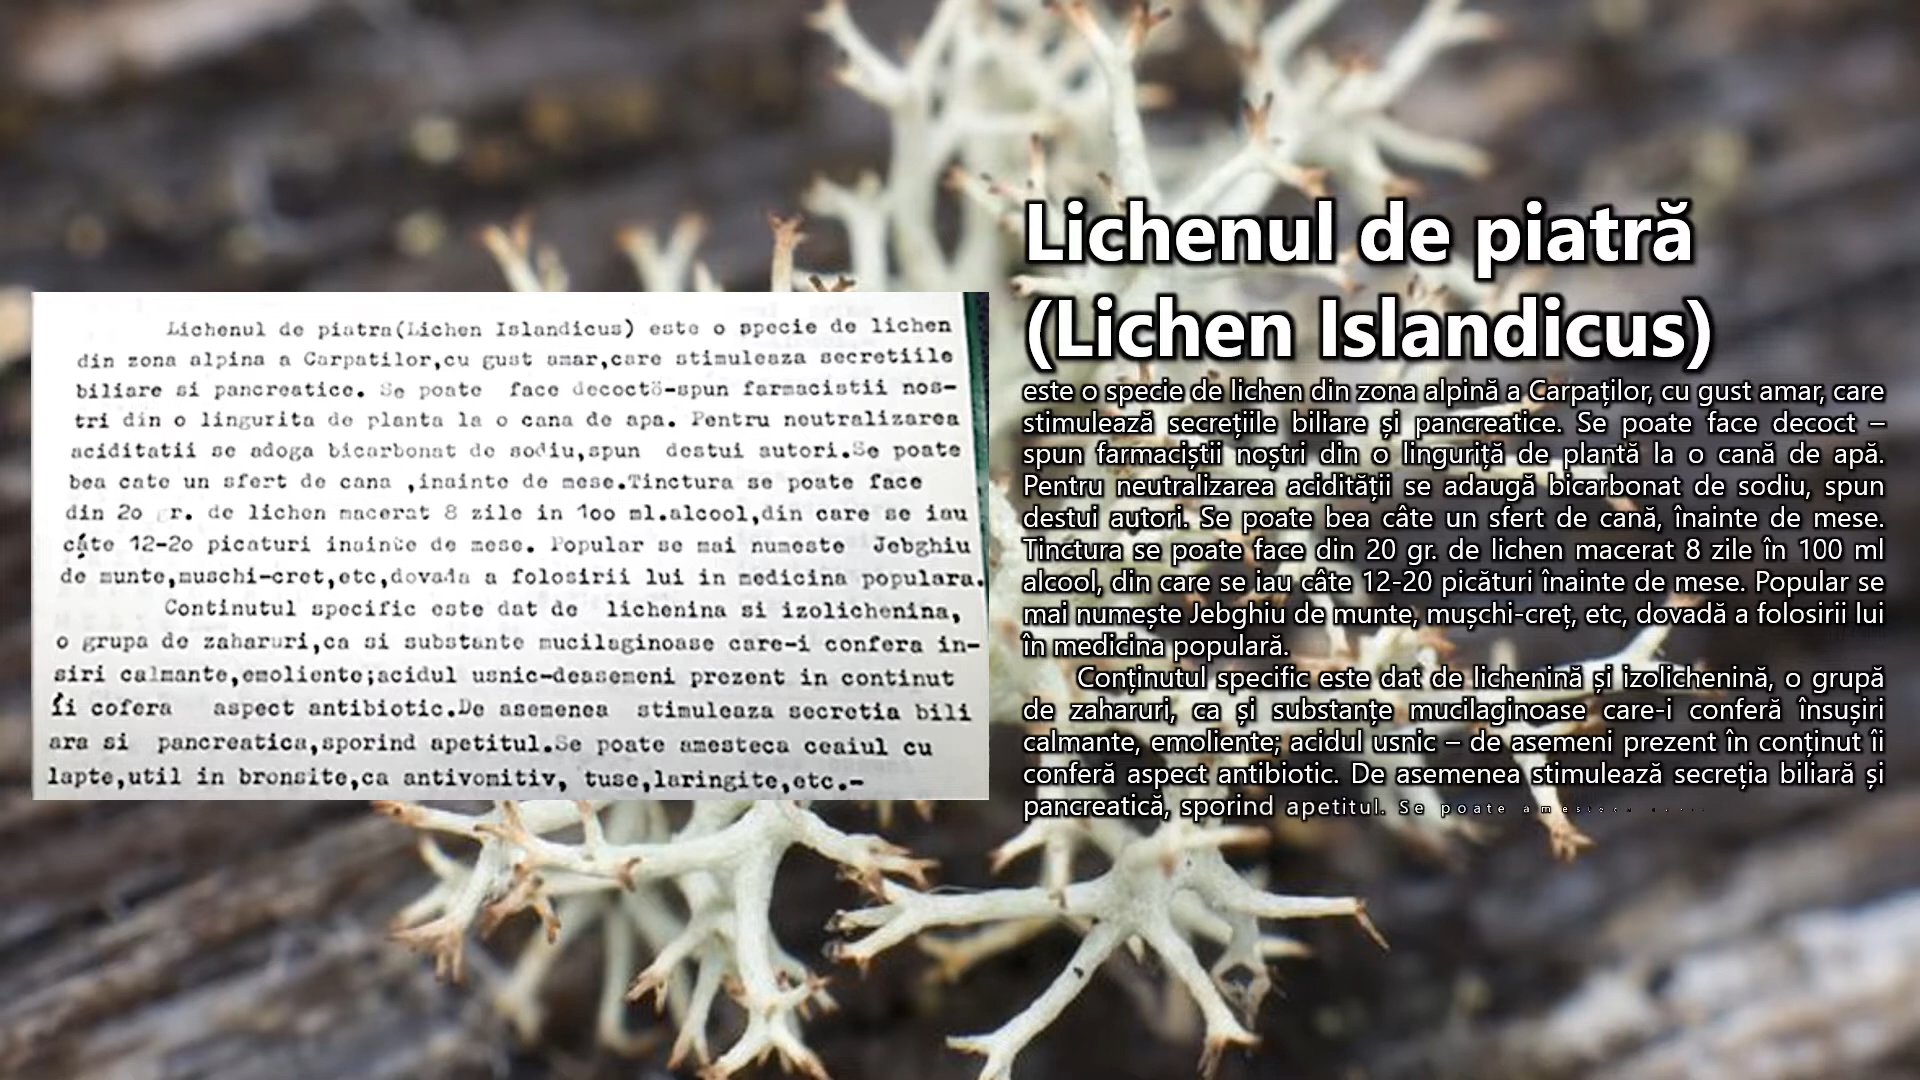 Lichenul de piatra(Lichen Islandicus) este o specie de lichen
din zona alpina a Carpatilor,cu gust amar,care stimuleaza secretiile
biliare si pancreatice. Se poate face decoctŏ-spun farmacistii nos-
tri din o lingurita de planta la o cana de apa. Pentru neutralizarea
aciditatii se adoga bicarbonat de sodiu,spun destui autori.Se poate
bea cate un sfert de cana ,inainte de mese.Tinctura se poate face
din 2o r. de lichen macerat 8 zile in 1oo ml.alcool,din care se iau
câte 12-2o picaturi inainte de mese. Popular se mai numeste Jebghiu
de munte,muschi-cret,etc,dovada a folosirii lui in medicina populara.
Continutul specific este dat de lichenina si izolichenina,
o grupa de zaharuri,ca si substante mucilaginoase care-i confera in-
siri calmante,emoliente;acidul usnic-deasemeni prezent in continut
îi cofera aspect antibiotic.De asemenea stimuleaza secretia bili
ara si pancreatica,sporind apetitul.Se poate amesteca ceaiul cu
lapte,util in bronsite,ca antivomitiv, tuse,laringite,etc.-
Lichenul de piatră
(Lichen Islandicus)
este o specie de lichen din zona alpină a Carpaților, cu gust amar, care
stimulează secrețiile biliare și pancreatice. Se poate face decoct –
spun farmaciștii noștri din o linguriță de plantă la o cană de apă.
Pentru neutralizarea acidității se adaugă bicarbonat de sodiu, spun
destui autori. Se poate bea câte un sfert de cană, înainte de mese.
Tinctura se poate face din 20 gr. de lichen macerat 8 zile în 100 ml
alcool, din care se iau câte 12-20 picături înainte de mese. Popular se
mai numește Jebghiu de munte, mușchi-creț, etc, dovadă a folosirii lui
în medicina populară.
Conținutul specific este dat de lichenină și izolichenină, o grupă
de zaharuri, ca și substanțe mucilaginoase care-i conferă însușiri
calmante, emoliente; acidul usnic – de asemeni prezent în conținut îi
conferă aspect antibiotic. De asemenea stimulează secreția biliară și
pancreatică, sporind apetitul. Se poate